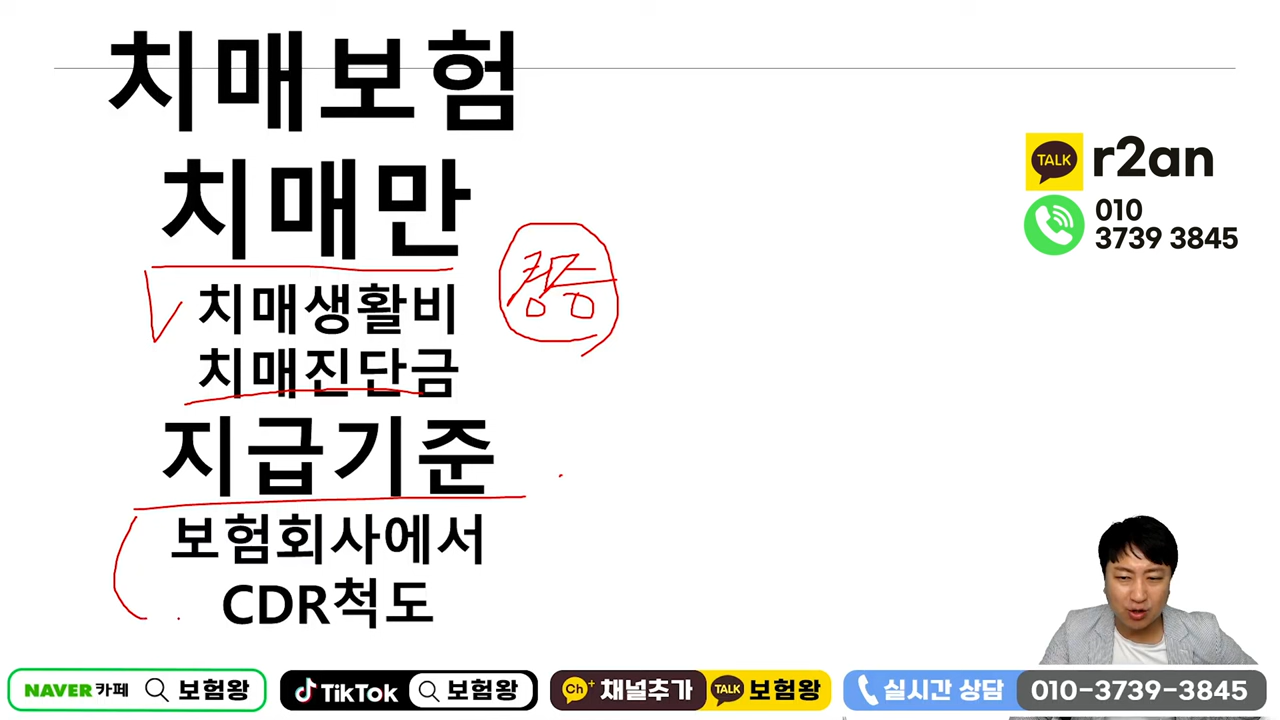 치매보험
치매만
치매생활비
치매진단금
지급기준
보험회사에서
CDR척도
중증
TALK r2an
010
3739 3845
NAVER 카페 보험왕
TikTok 보험왕
Ch+ 채널추가 TALK 보험왕
실시간 상담 010-3739-3845